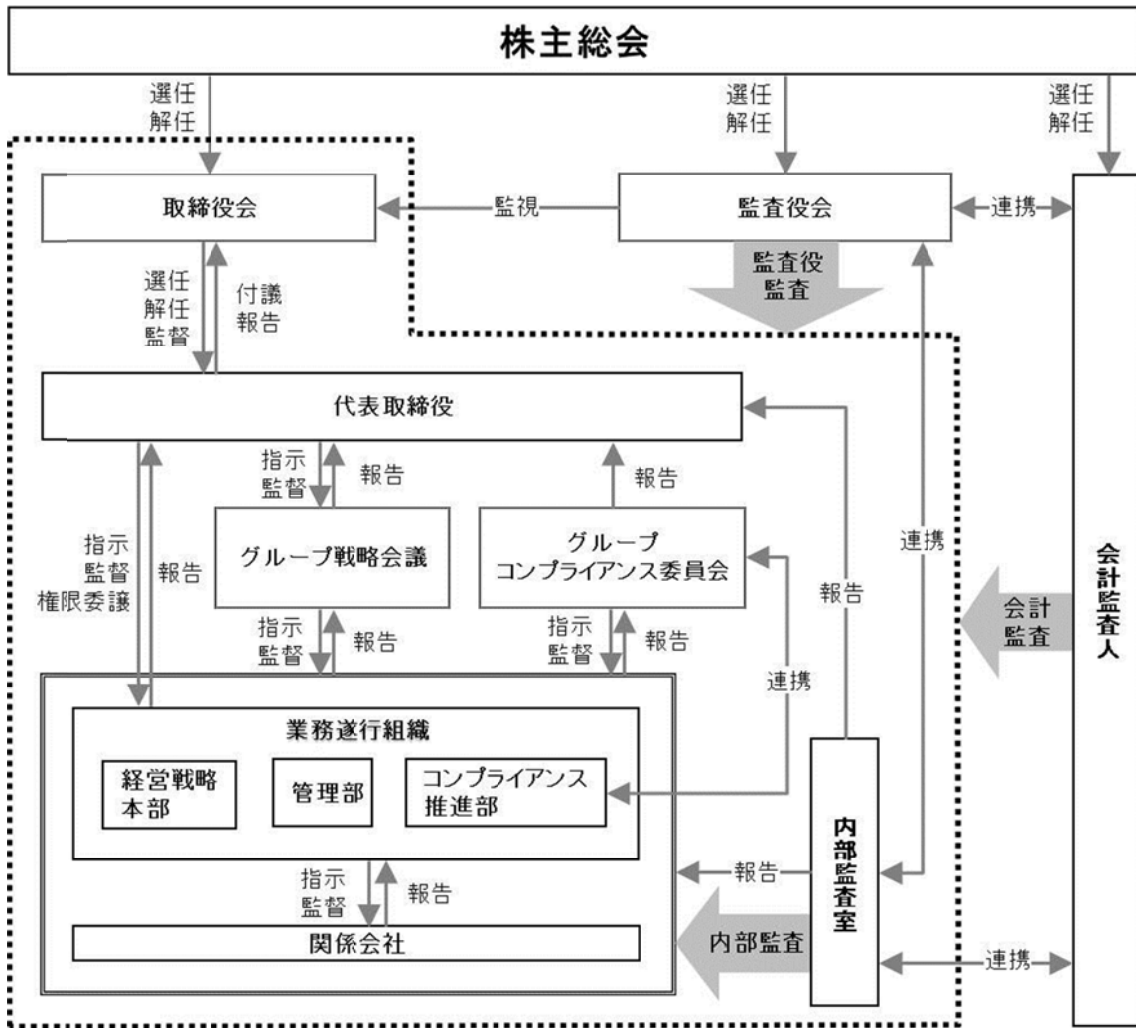 株主総会
選任
解任
選任
解任
選任
解任
取締役会
監視
監査役会
連携
監査役
監査
選任
解任
監督
付議
報告
代表取締役
指示
監督
報告
報告
指示
監督
権限委譲
報告
グループ戦略会議
グループ
コンプライアンス委員会
連携
報告
会計
監査
会計監査人
指示
監督
報告
指示
監督
報告
連携
業務遂行組織
経営戦略
本部
管理部
コンプライアンス
推進部
内部監査室
指示
監督
報告
報告
関係会社
内部監査
連携